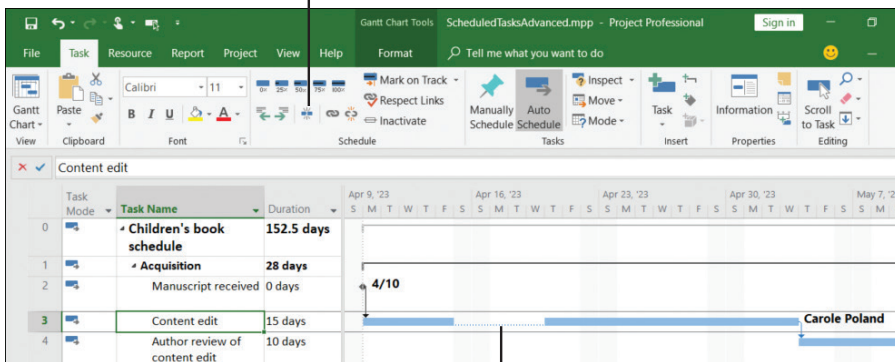 Gantt Chart Tools ScheduledTasksAdvanced.mpp - Project Professional Sign in
File Task Resource Report Project View Help Format Tell me what you want to do
Gantt Chart
View
Paste
Clipboard
Calibri 11
B I U A
Font
0% 25% 50% 75% 100%
Mark on Track
Respect Links
Inactivate
Schedule
Manually Schedule
Auto Schedule
Inspect
Move
Mode
Tasks
Task
Insert
Information
Properties
Scroll to Task
Editing
Content edit
Task Mode Task Name Duration
Apr 9, '23 Apr 16, '23 Apr 23, '23 Apr 30, '23 May 7, '2
S M T W T F S S M T W T F S S M T W T F S S M T W T F S S M
0 Children's book schedule 152.5 days
1 Acquisition 28 days
2 Manuscript received 0 days 4/10
3 Content edit 15 days Carole Poland
4 Author review of content edit 10 days